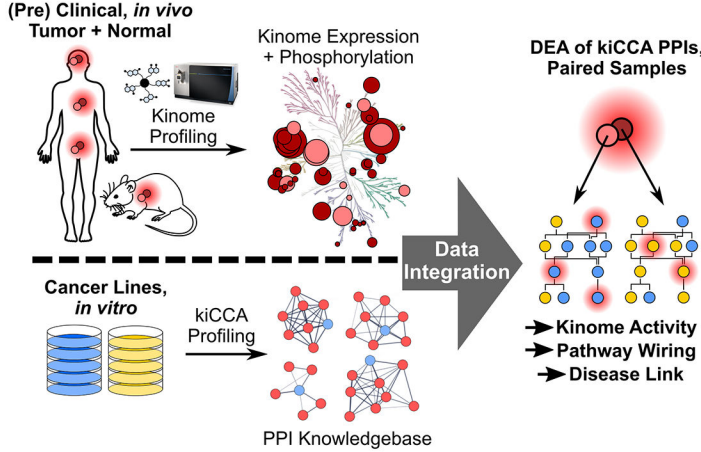 (Pre) Clinical, in vivo
Tumor + Normal
Kinome
Profiling
Kinome Expression
+ Phosphorylation
DEA of kiCCA PPIs,
Paired Samples
Data
Integration
Cancer Lines,
in vitro
kiCCA
Profiling
PPI Knowledgebase
Kinome Activity
Pathway Wiring
Disease Link